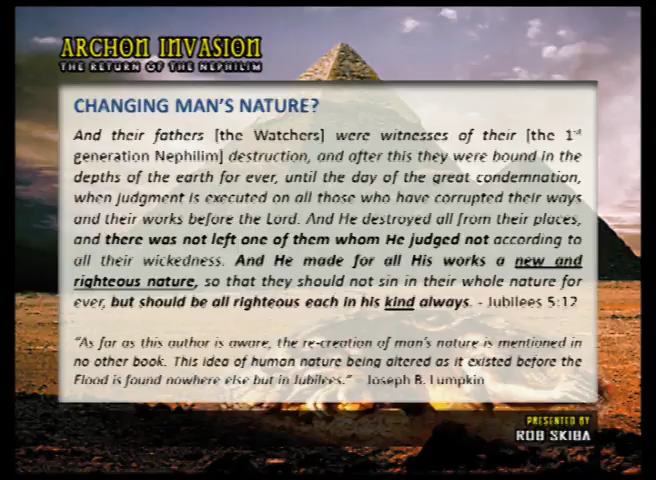 ARCHON INVASION
THE RETURN OF THE NEPHILIM
CHANGING MAN'S NATURE?
And their fathers [the Watchers] were witnesses of their [the 1st
generation Nephilim] destruction, and after this they were bound in the
depths of the earth for ever, until the day of the great condemnation,
when judgment is executed on all those who have corrupted their ways
and their works before the Lord. And He destroyed all from their places,
and there was not left one of them whom He judged not according to
all their wickedness. And He made for all His works a new and
righteous nature, so that they should not sin in their whole nature for
ever, but should be all righteous each in his kind always. - Jubilees 5:12
"As far as this author is aware, the re-creation of man's nature is mentioned in
no other book. This idea of human nature being altered as it existed before the
Flood is found nowhere else but in Jubilees." - Joseph B. Lumpkin
PRESENTED BY
ROB SKIBA